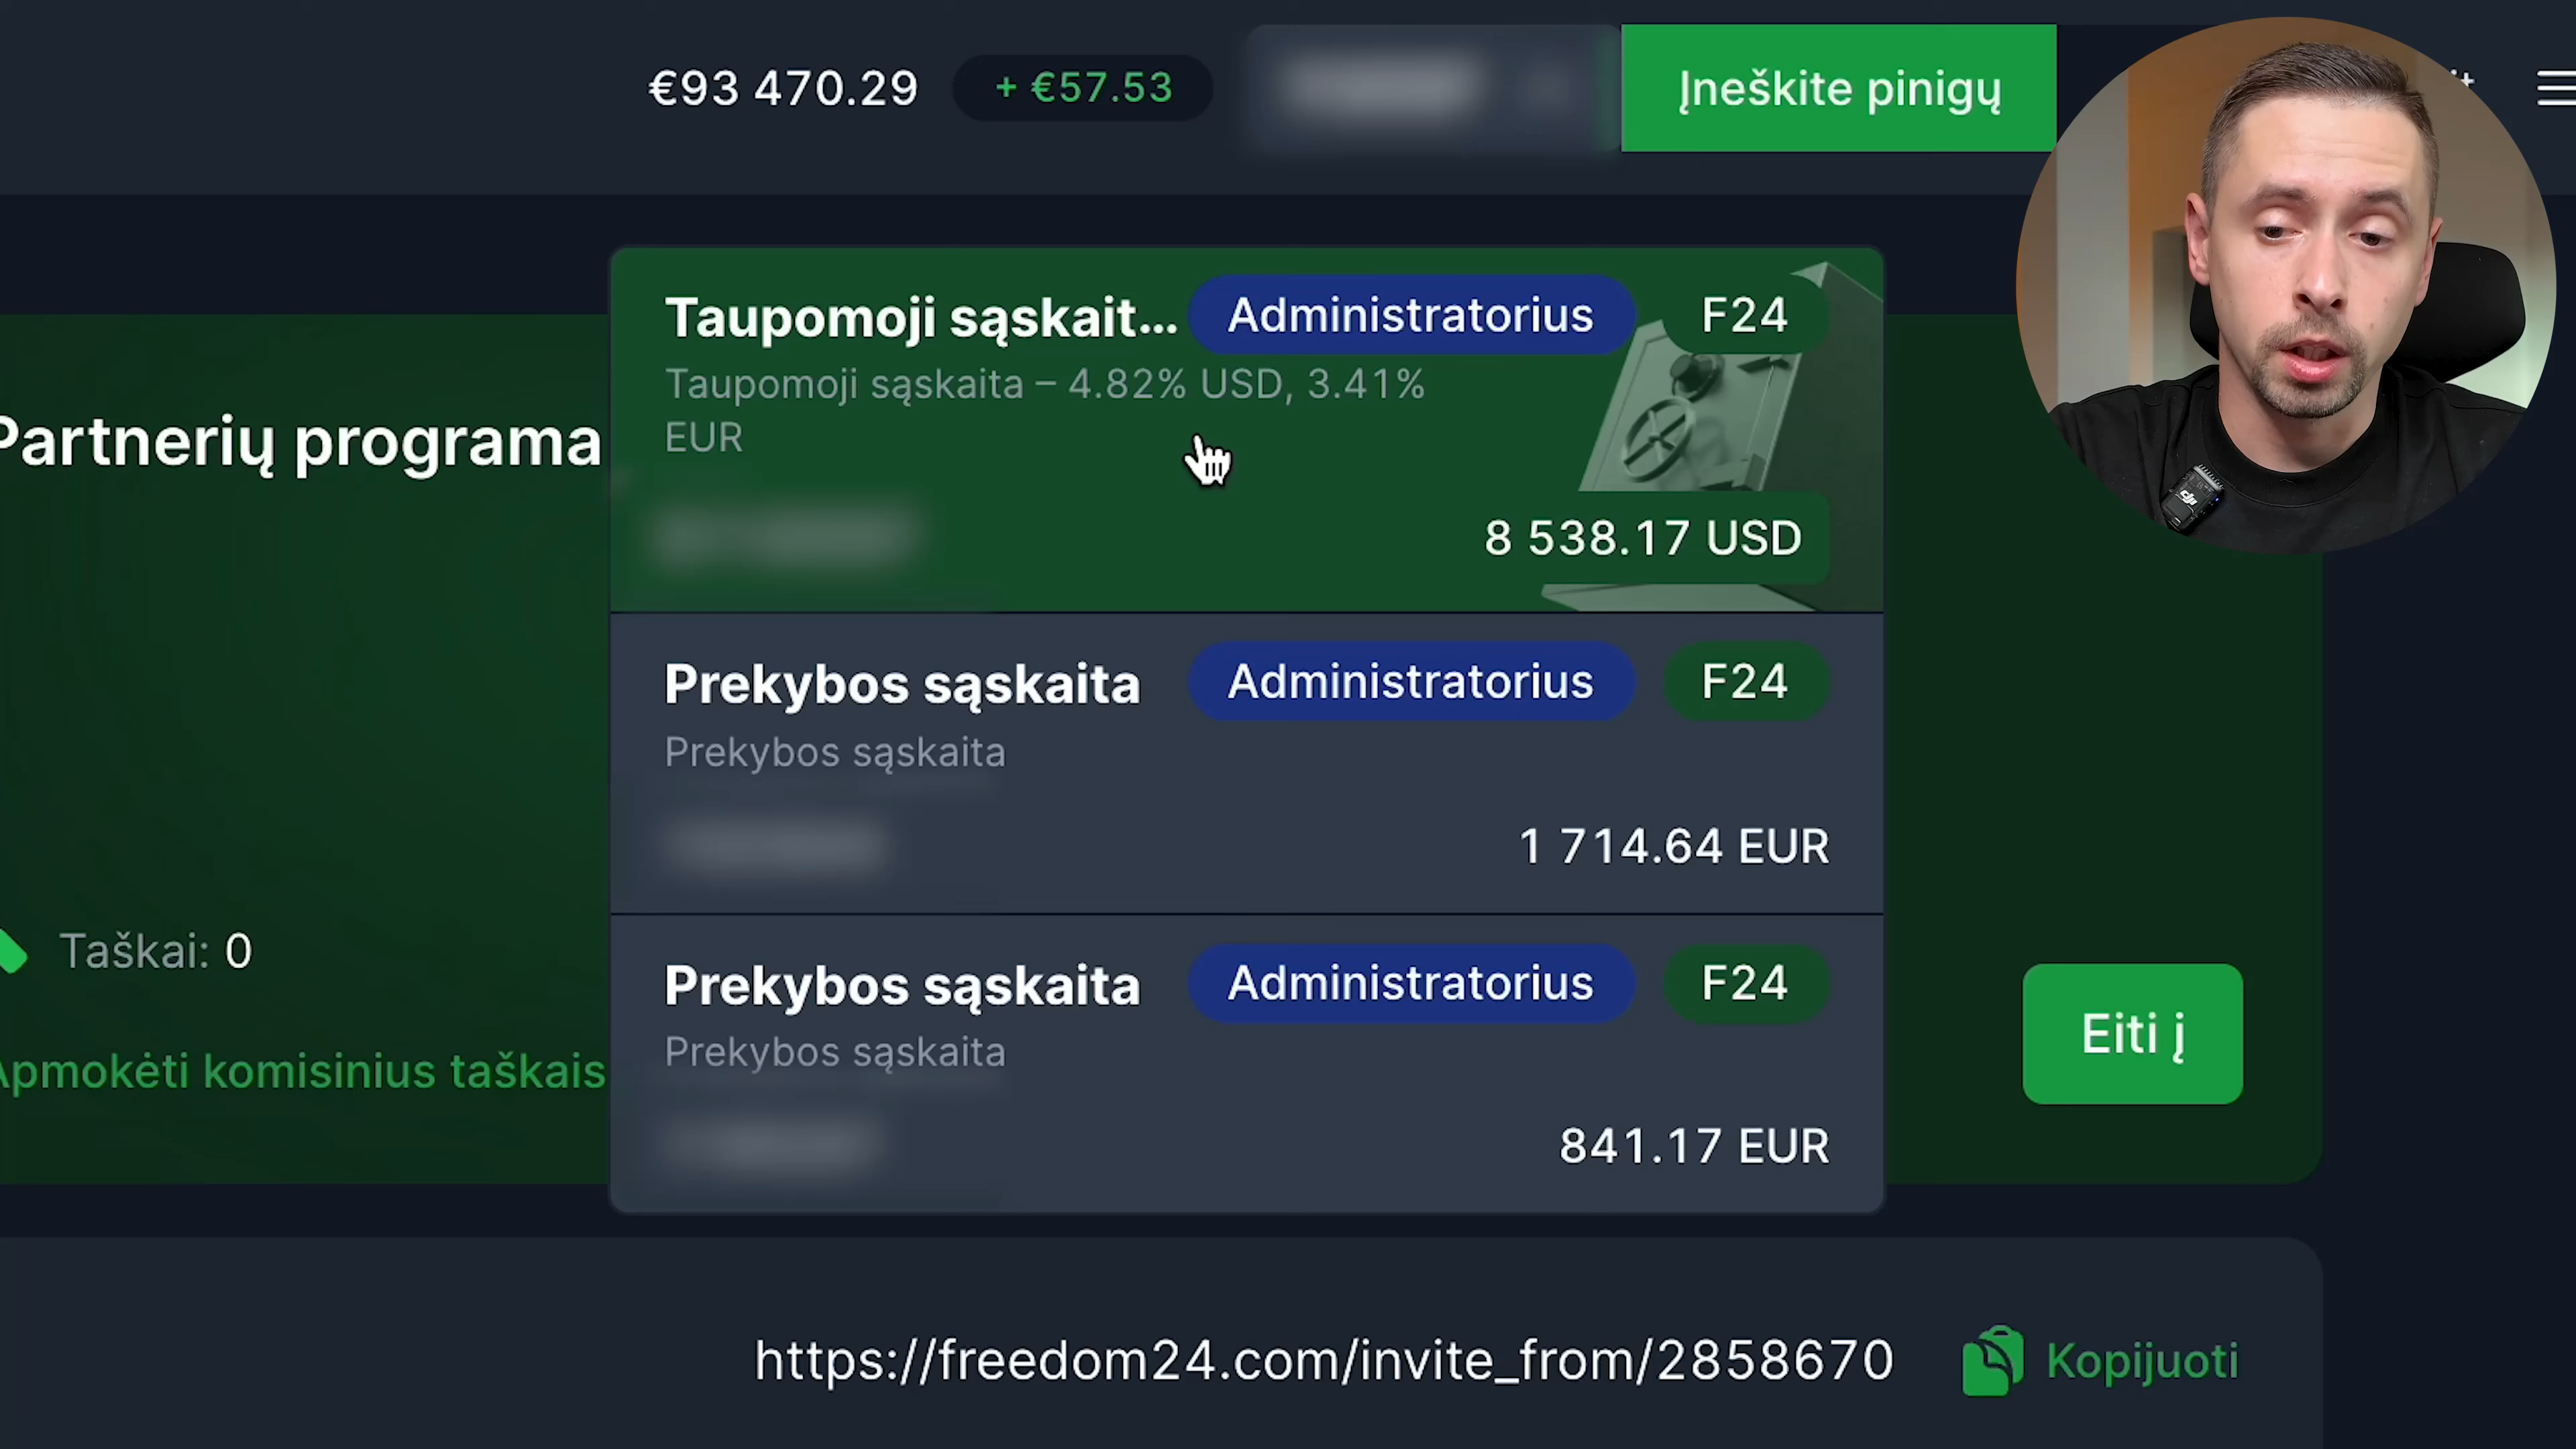 €93 470.29
+ €57.53
Įneškite pinigų
Taupomoji sąskait...
Administratorius
F24
Taupomoji sąskaita – 4.82% USD, 3.41%
EUR
8 538.17 USD
Partnerių programa
Prekybos sąskaita
Administratorius
F24
Prekybos sąskaita
1 714.64 EUR
Prekybos sąskaita
Administratorius
F24
Prekybos sąskaita
841.17 EUR
Taškai: 0
Apmokėti komisinius taškais
Eiti į
https://freedom24.com/invite_from/2858670
Kopijuoti
dji